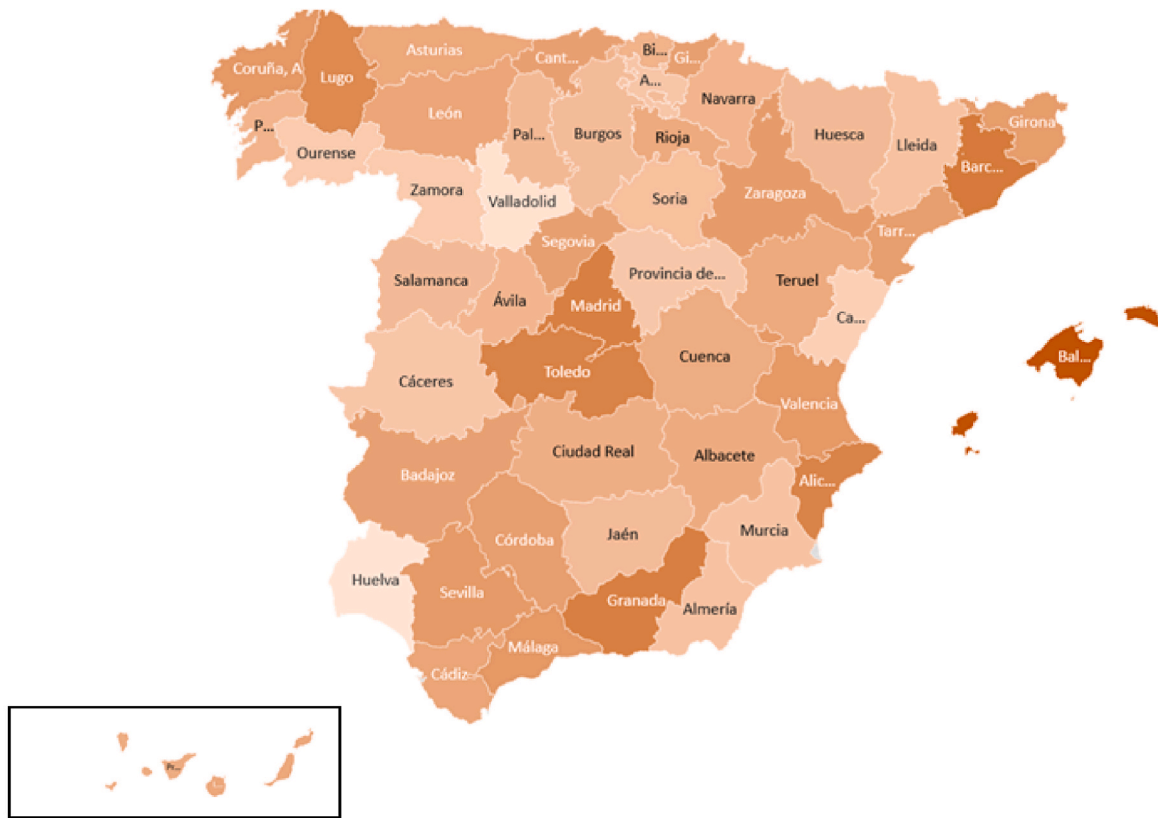 Asturias
Cant...
Bi...
Gi...
Coruña, A
Lugo
A...
Navarra
León
P...
Pal...
Burgos
Rioja
Huesca
Lleida
Girona
Ourense
Barc...
Zamora
Valladolid
Soria
Zaragoza
Segovia
Tarr...
Salamanca
Ávila
Madrid
Provincia de...
Teruel
Ca...
Cáceres
Toledo
Cuenca
Bal...
Valencia
Badajoz
Ciudad Real
Albacete
Alic...
Córdoba
Jaén
Murcia
Huelva
Sevilla
Granada
Almería
Málaga
Cádiz